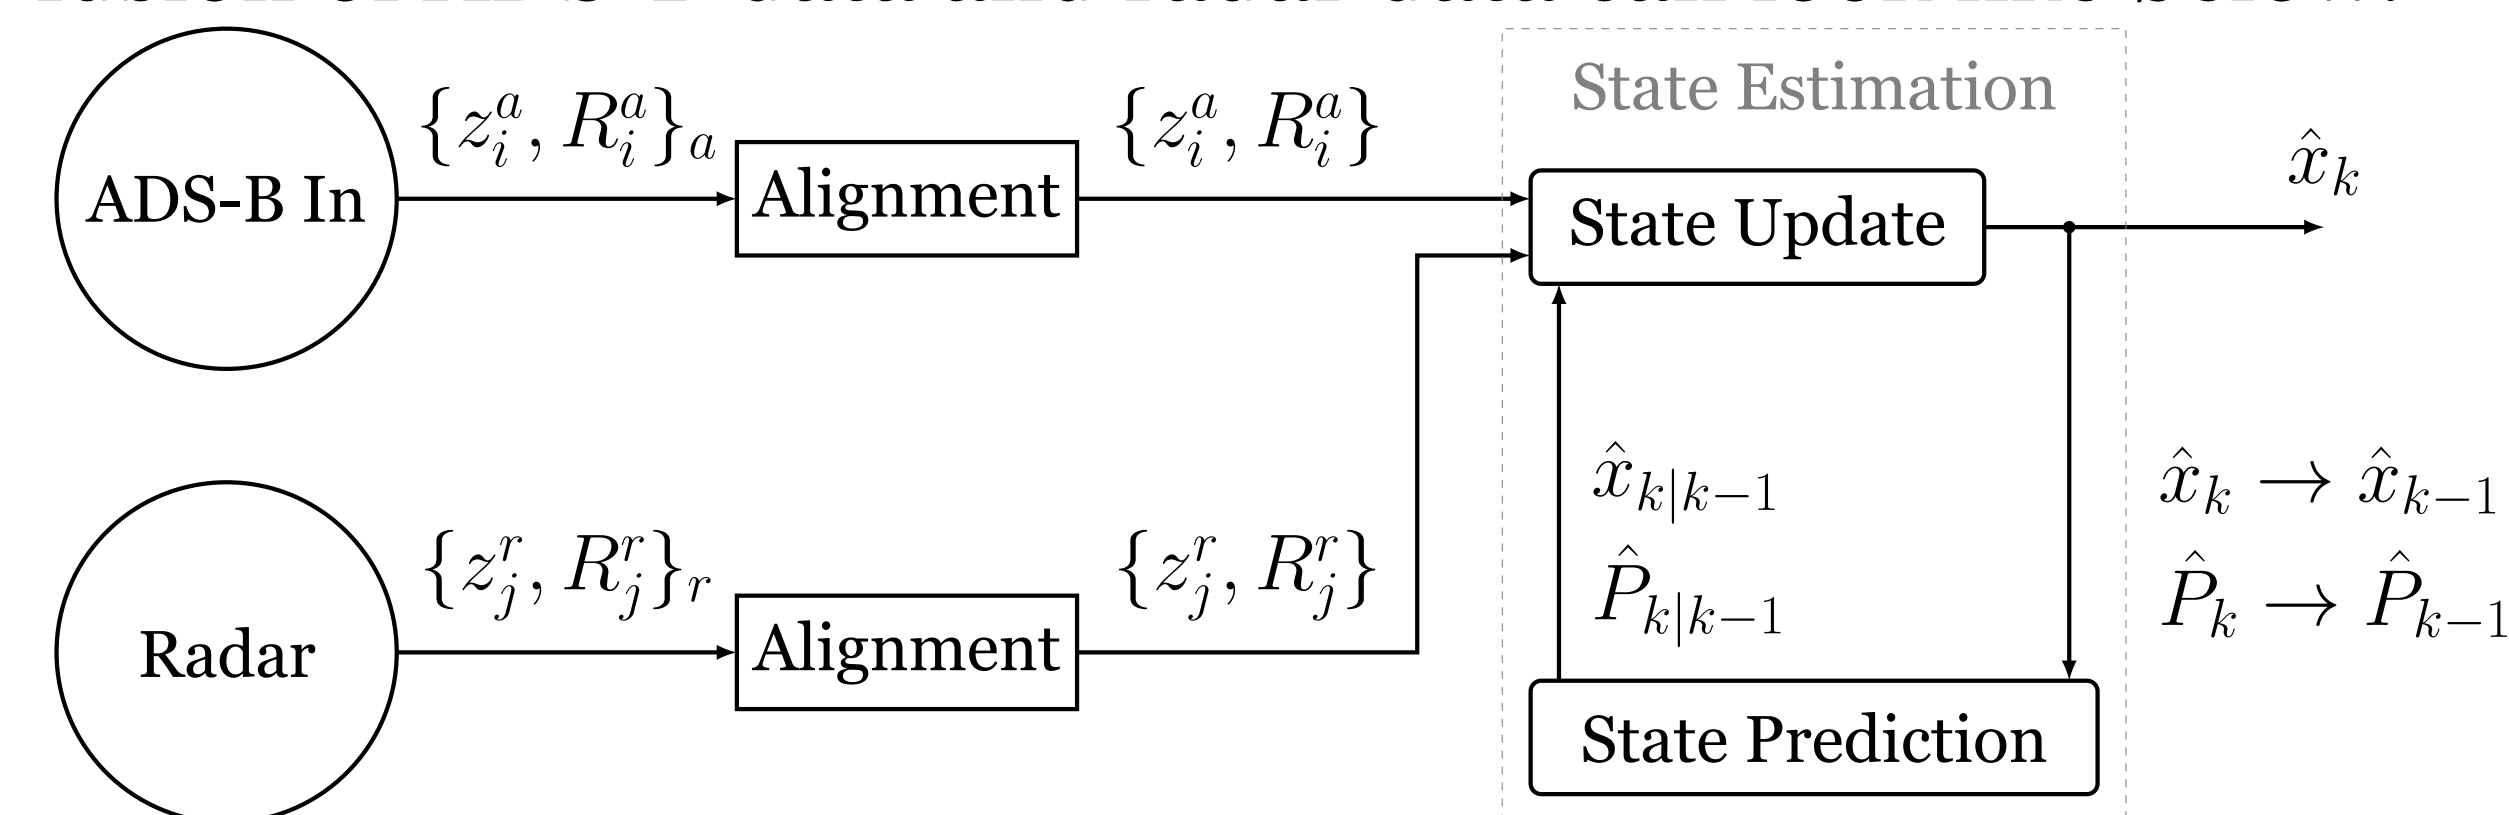 State Estimation
{z_i^a, R_i^a}_a
{z_i^a, R_i^a}
x̂_k
ADS-B In
Alignment
State Update
x̂_{k|k−1}
x̂_k → x̂_{k−1}
{z_j^r, R_j^r}_r
{z_j^r, R_j^r}
P̂_{k|k−1}
P̂_k → P̂_{k−1}
Radar
Alignment
State Prediction